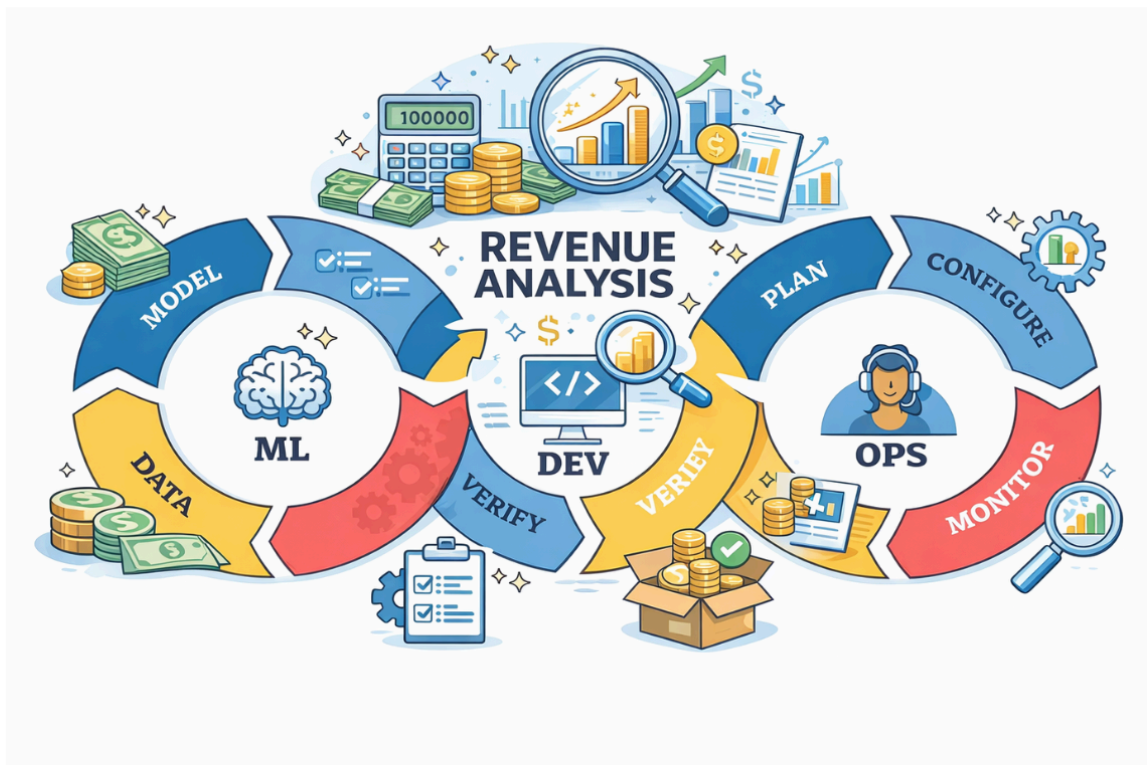 100000
REVENUE
ANALYSIS
MODEL
PLAN
CONFIGURE
</>
ML
DEV
OPS
DATA
VERIFY
VERIFY
MONITOR